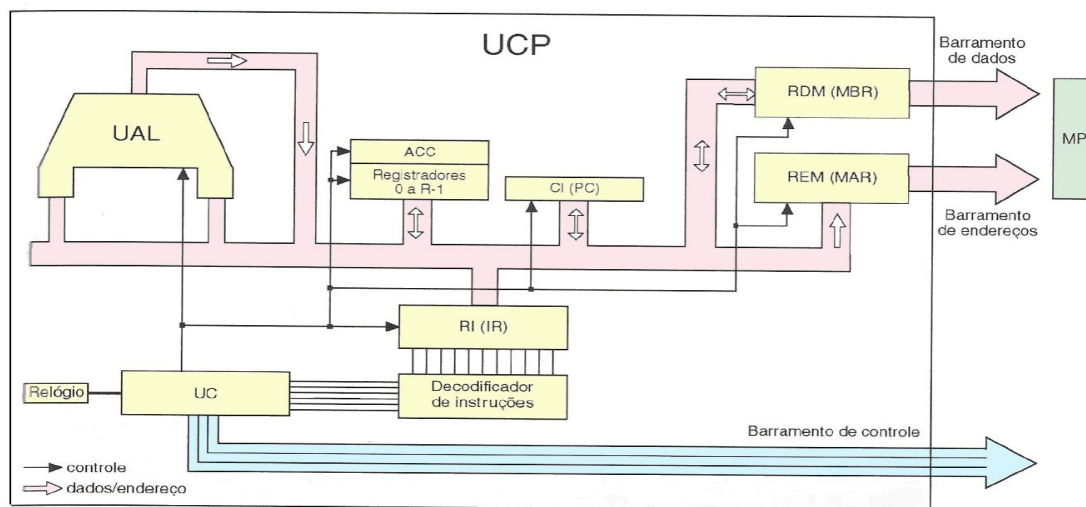 UCP
Barramento
de dados
RDM (MBR)
MP
UAL
ACC
Registradores
0 a R-1
CI (PC)
REM (MAR)
Barramento
de endereços
RI (IR)
Relógio
UC
Decodificador
de instruções
Barramento de controle
controle
dados/endereço